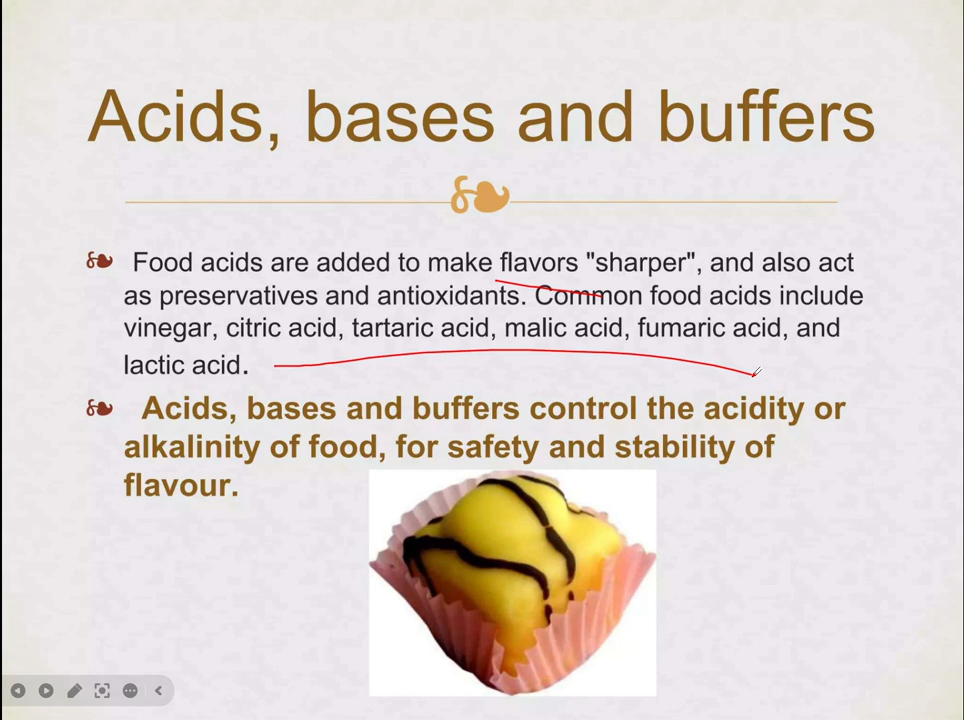 Acids, bases and buffers
Food acids are added to make flavors "sharper", and also act
as preservatives and antioxidants. Common food acids include
vinegar, citric acid, tartaric acid, malic acid, fumaric acid, and
lactic acid.
Acids, bases and buffers control the acidity or
alkalinity of food, for safety and stability of
flavour.